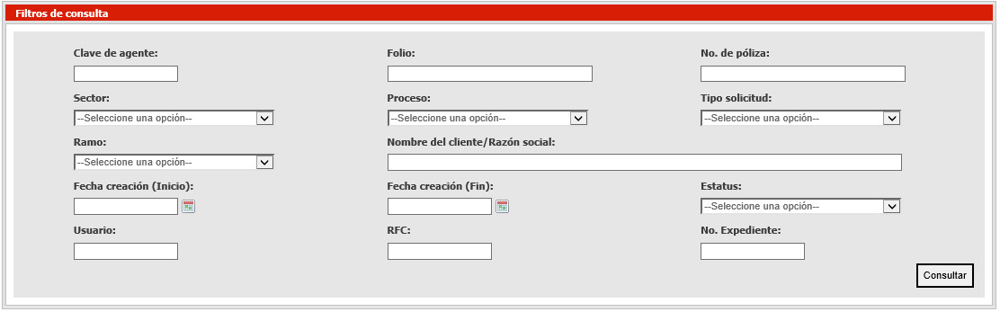 Filtros de consulta
Clave de agente: Folio: No. de póliza:
Sector: Proceso: Tipo solicitud:
--Seleccione una opción-- --Seleccione una opción-- --Seleccione una opción--
Ramo: Nombre del cliente/Razón social:
--Seleccione una opción--
Fecha creación (Inicio): Fecha creación (Fin): Estatus:
--Seleccione una opción--
Usuario: RFC: No. Expediente:
Consultar